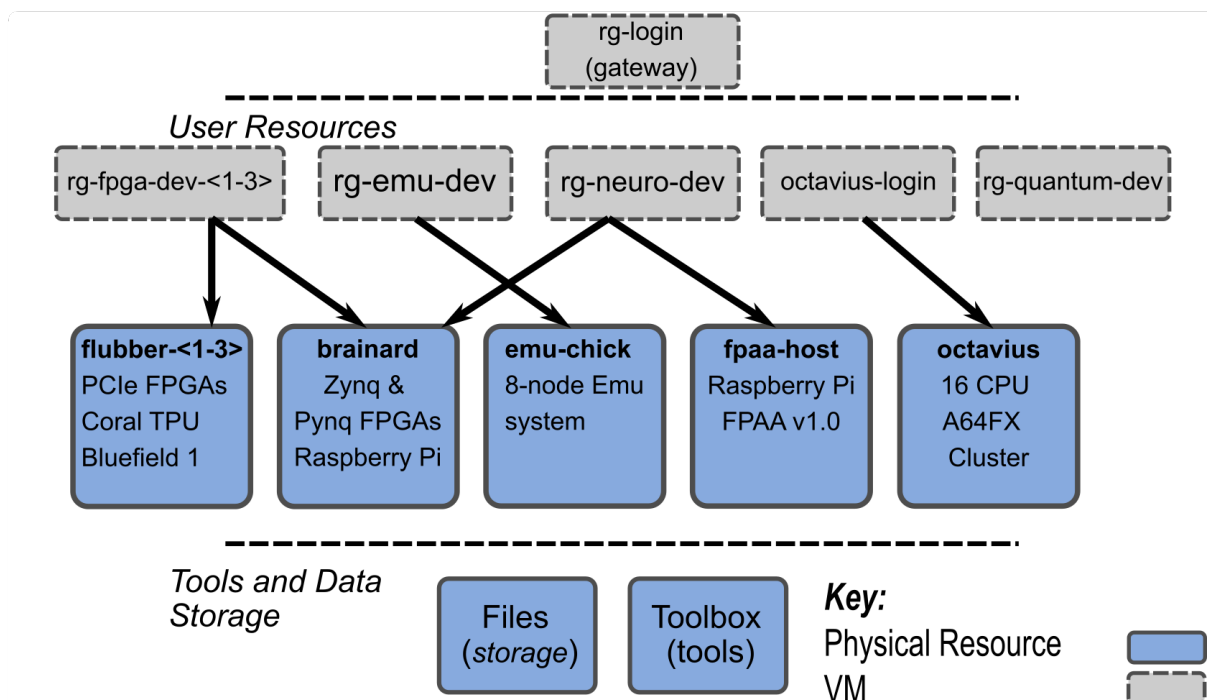 rg-login
(gateway)
User Resources
rg-fpga-dev-<1-3>
rg-emu-dev
rg-neuro-dev
octavius-login
rg-quantum-dev
flubber-<1-3>
PCIe FPGAs
Coral TPU
Bluefield 1
brainard
Zynq &
Pynq FPGAs
Raspberry Pi
emu-chick
8-node Emu
system
fpaa-host
Raspberry Pi
FPAA v1.0
octavius
16 CPU
A64FX
Cluster
Tools and Data
Storage
Files
(storage)
Toolbox
(tools)
Key:
Physical Resource
VM